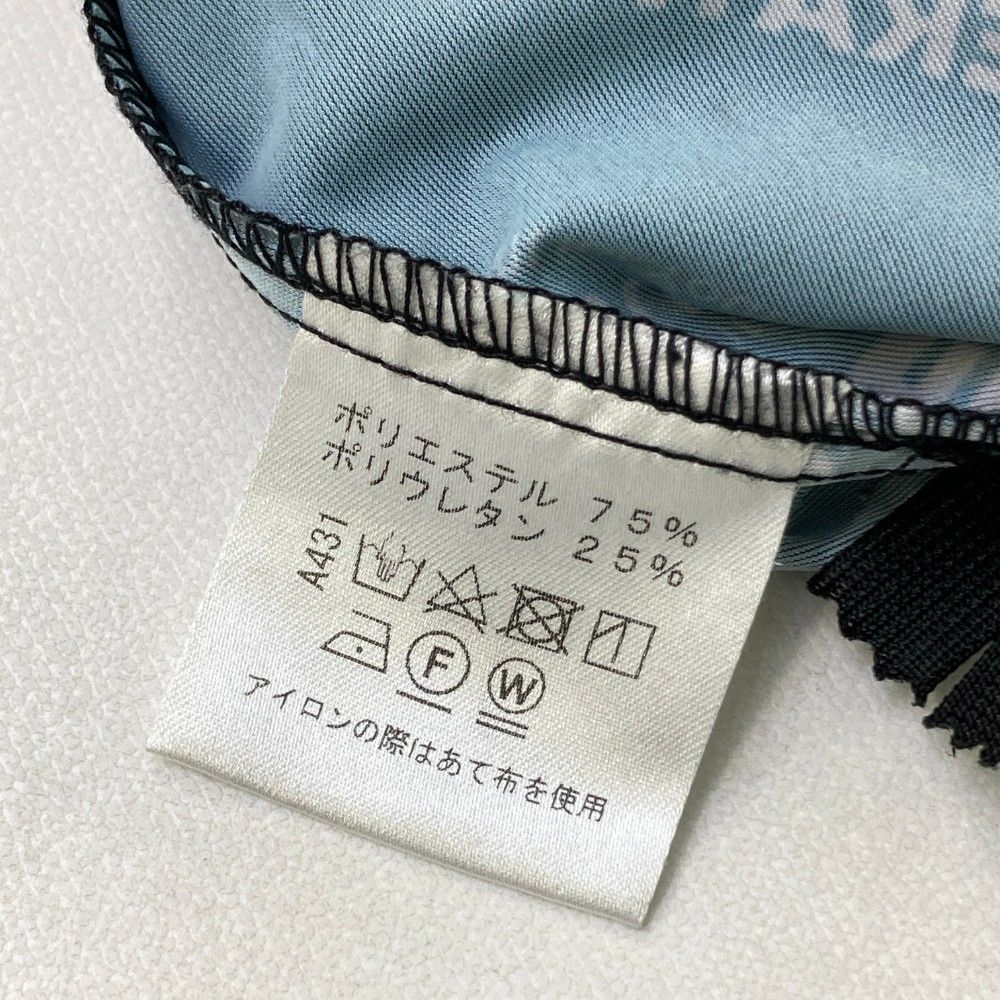 ポリエステル 75%
ポリウレタン 25%
A431
F W
アイロンの際はあて布を使用